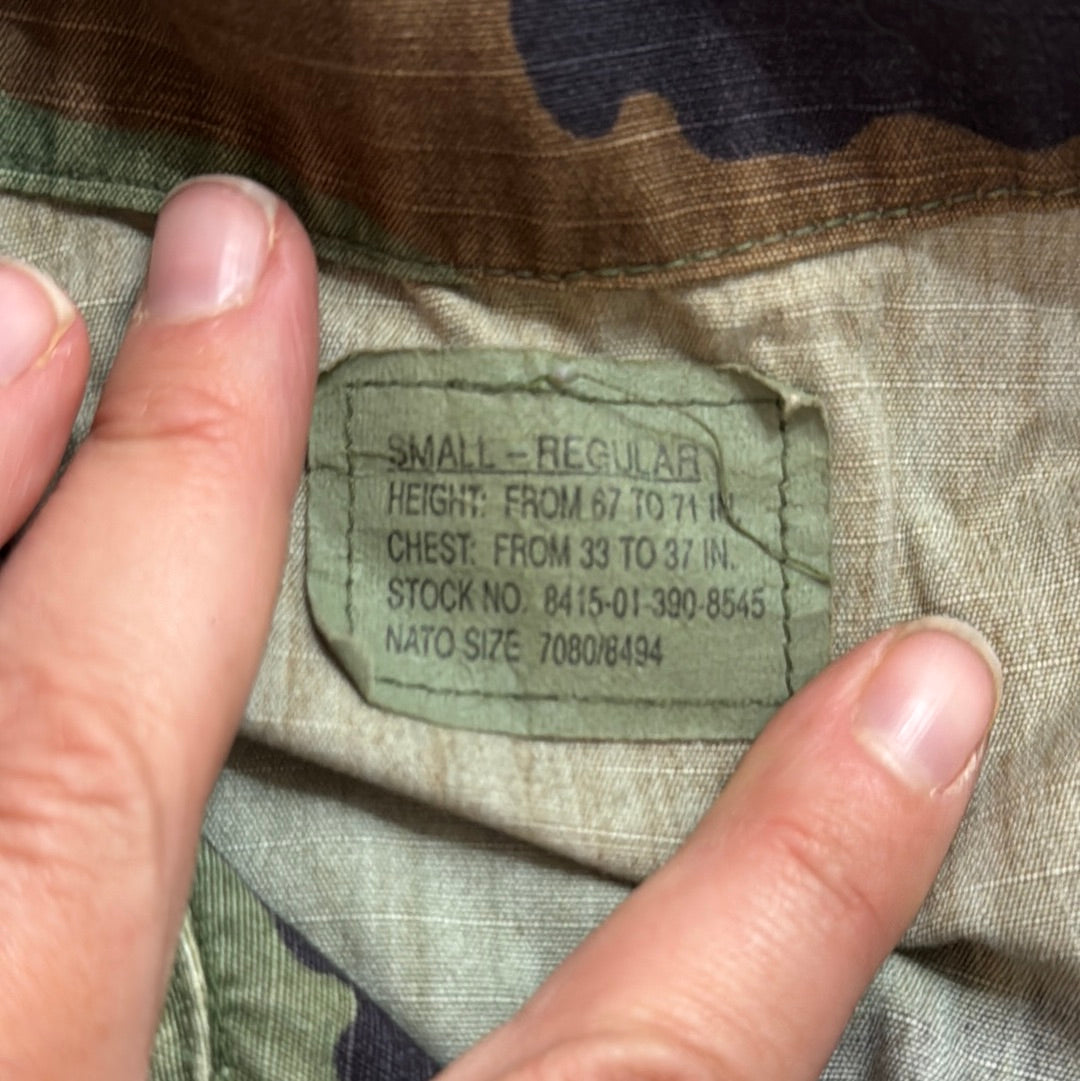 SMALL - REGULAR
HEIGHT: FROM 67 TO 71 IN.
CHEST: FROM 33 TO 37 IN.
STOCK NO. 8415-01-390-8545
NATO SIZE 7080/8494